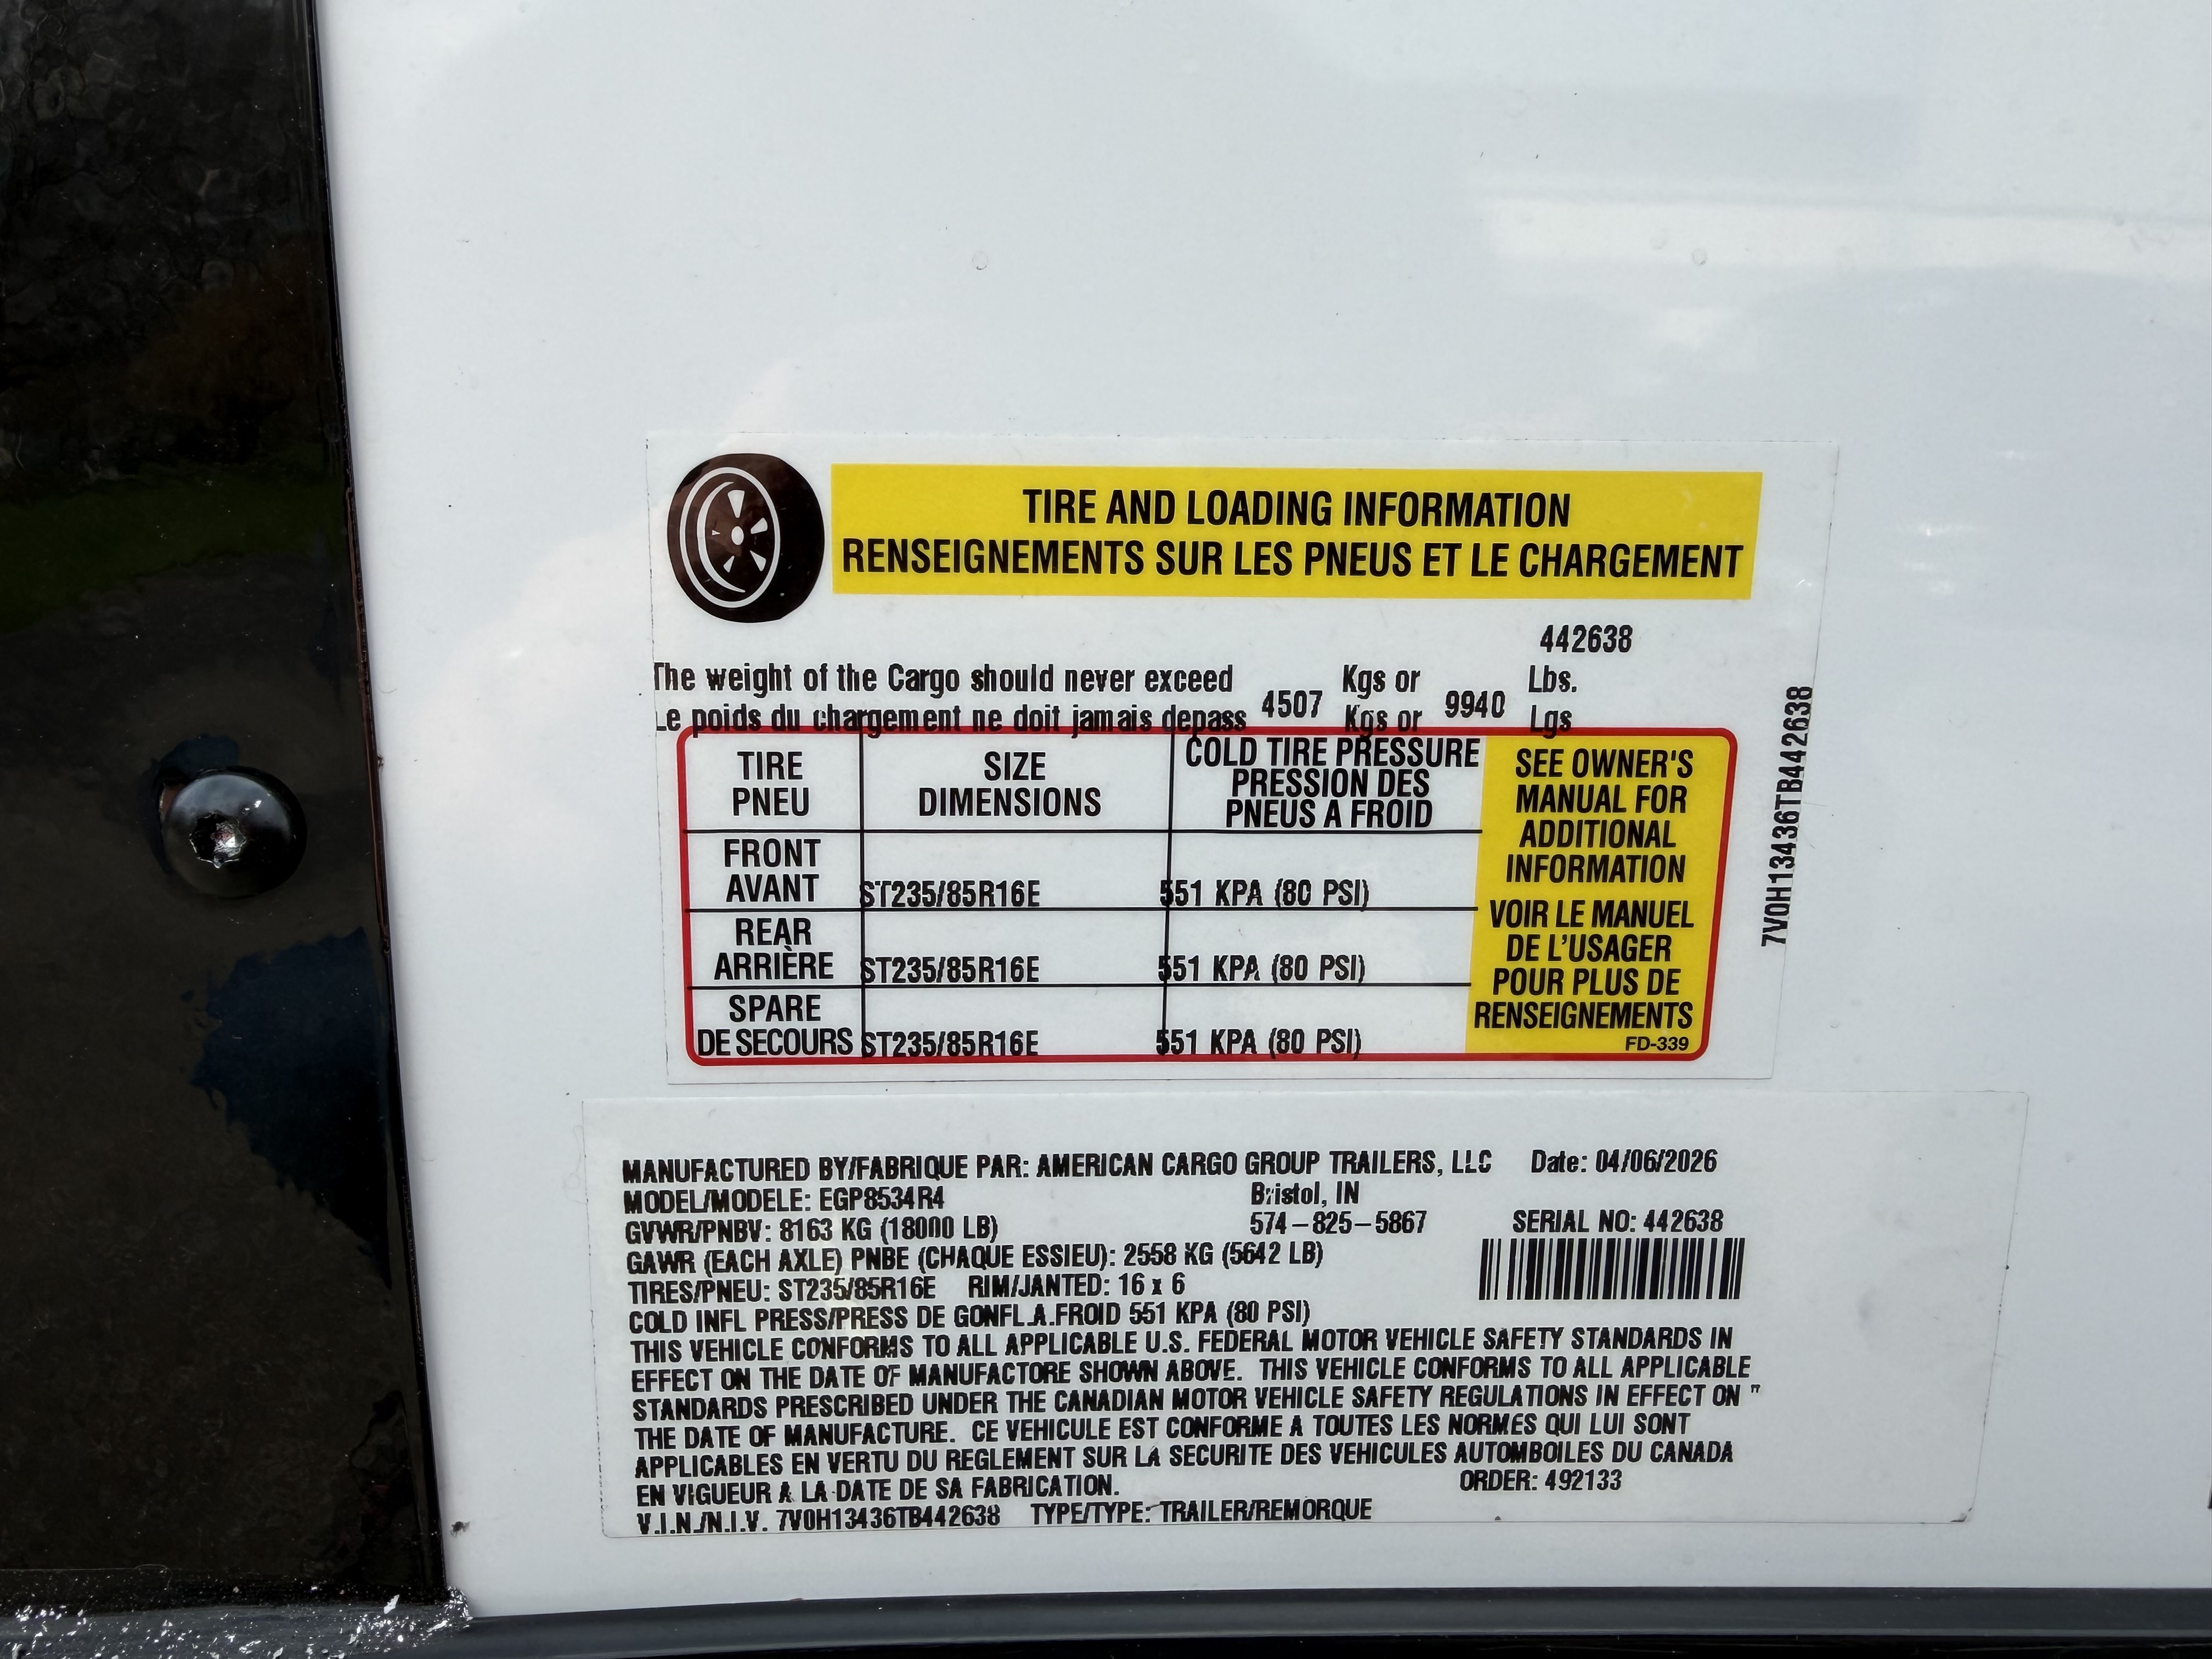 TIRE AND LOADING INFORMATION
RENSEIGNEMENTS SUR LES PNEUS ET LE CHARGEMENT
442638
The weight of the Cargo should never exceed 4507 Kgs or 9940 Lbs.
Le poids du chargement ne doit jamais depass Kgs or Lgs
TIRE
PNEU
SIZE
DIMENSIONS
COLD TIRE PRESSURE
PRESSION DES
PNEUS A FROID
FRONT
AVANT
ST235/85R16E 551 KPA (80 PSI)
REAR
ARRIÈRE
ST235/85R16E 551 KPA (80 PSI)
SPARE
DE SECOURS
ST235/85R16E 551 KPA (80 PSI)
SEE OWNER'S
MANUAL FOR
ADDITIONAL
INFORMATION
VOIR LE MANUEL
DE L'USAGER
POUR PLUS DE
RENSEIGNEMENTS
FD-339
7V0H13436TB442638
MANUFACTURED BY/FABRIQUE PAR: AMERICAN CARGO GROUP TRAILERS, LLC Date: 04/06/2026
MODEL/MODELE: EGP8534R4 Bristol, IN
GVWR/PNBV: 8163 KG (18000 LB) 574-825-5867 SERIAL NO: 442638
GAWR (EACH AXLE) PNBE (CHAQUE ESSIEU): 2558 KG (5642 LB)
TIRES/PNEU: ST235/85R16E RIM/JANTED: 16 x 6
COLD INFL PRESS/PRESS DE GONFL.A.FROID 551 KPA (80 PSI)
THIS VEHICLE CONFORMS TO ALL APPLICABLE U.S. FEDERAL MOTOR VEHICLE SAFETY STANDARDS IN
EFFECT ON THE DATE OF MANUFACTORE SHOWN ABOVE. THIS VEHICLE CONFORMS TO ALL APPLICABLE
STANDARDS PRESCRIBED UNDER THE CANADIAN MOTOR VEHICLE SAFETY REGULATIONS IN EFFECT ON "
THE DATE OF MANUFACTURE. CE VEHICULE EST CONFORME A TOUTES LES NORMES QUI LUI SONT
APPLICABLES EN VERTU DU REGLEMENT SUR LA SECURITE DES VEHICULES AUTOMBOILES DU CANADA
EN VIGUEUR A LA DATE DE SA FABRICATION. ORDER: 492133
V.I.N./N.I.V. 7V0H13436TB442638 TYPE/TYPE: TRAILER/REMORQUE